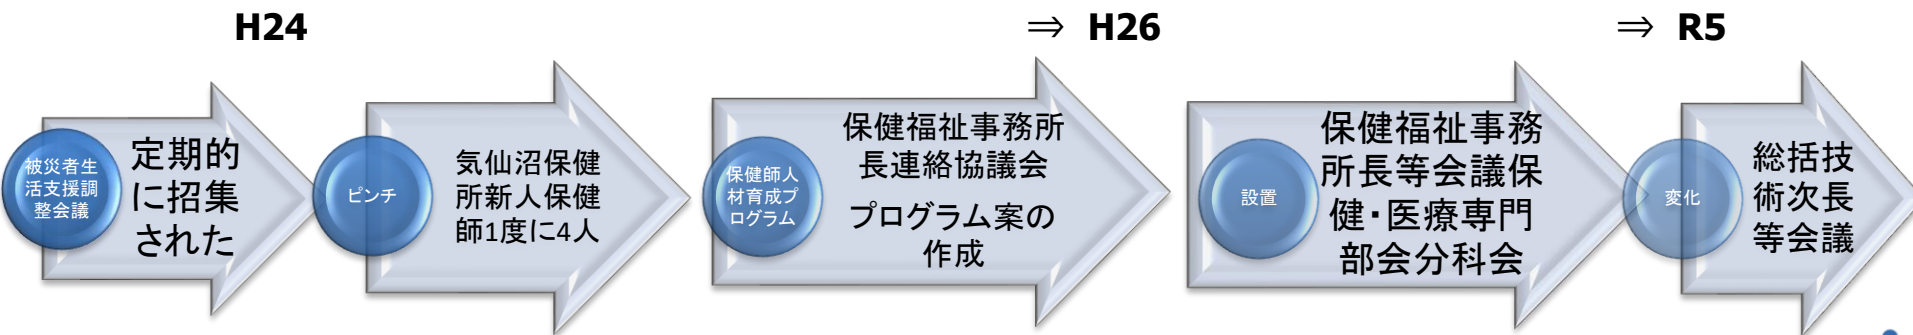 H24
⇒ H26
⇒ R5
被災者生
活支援調
整会議
定期的
に招集
された
ピンチ
気仙沼保健
所新人保健
師1度に4人
保健師人
材育成プ
ログラム
保健福祉事務所
長連絡協議会
プログラム案の
作成
設置
保健福祉事務
所長等会議保
健・医療専門
部会分科会
変化
総括技
術次長
等会議